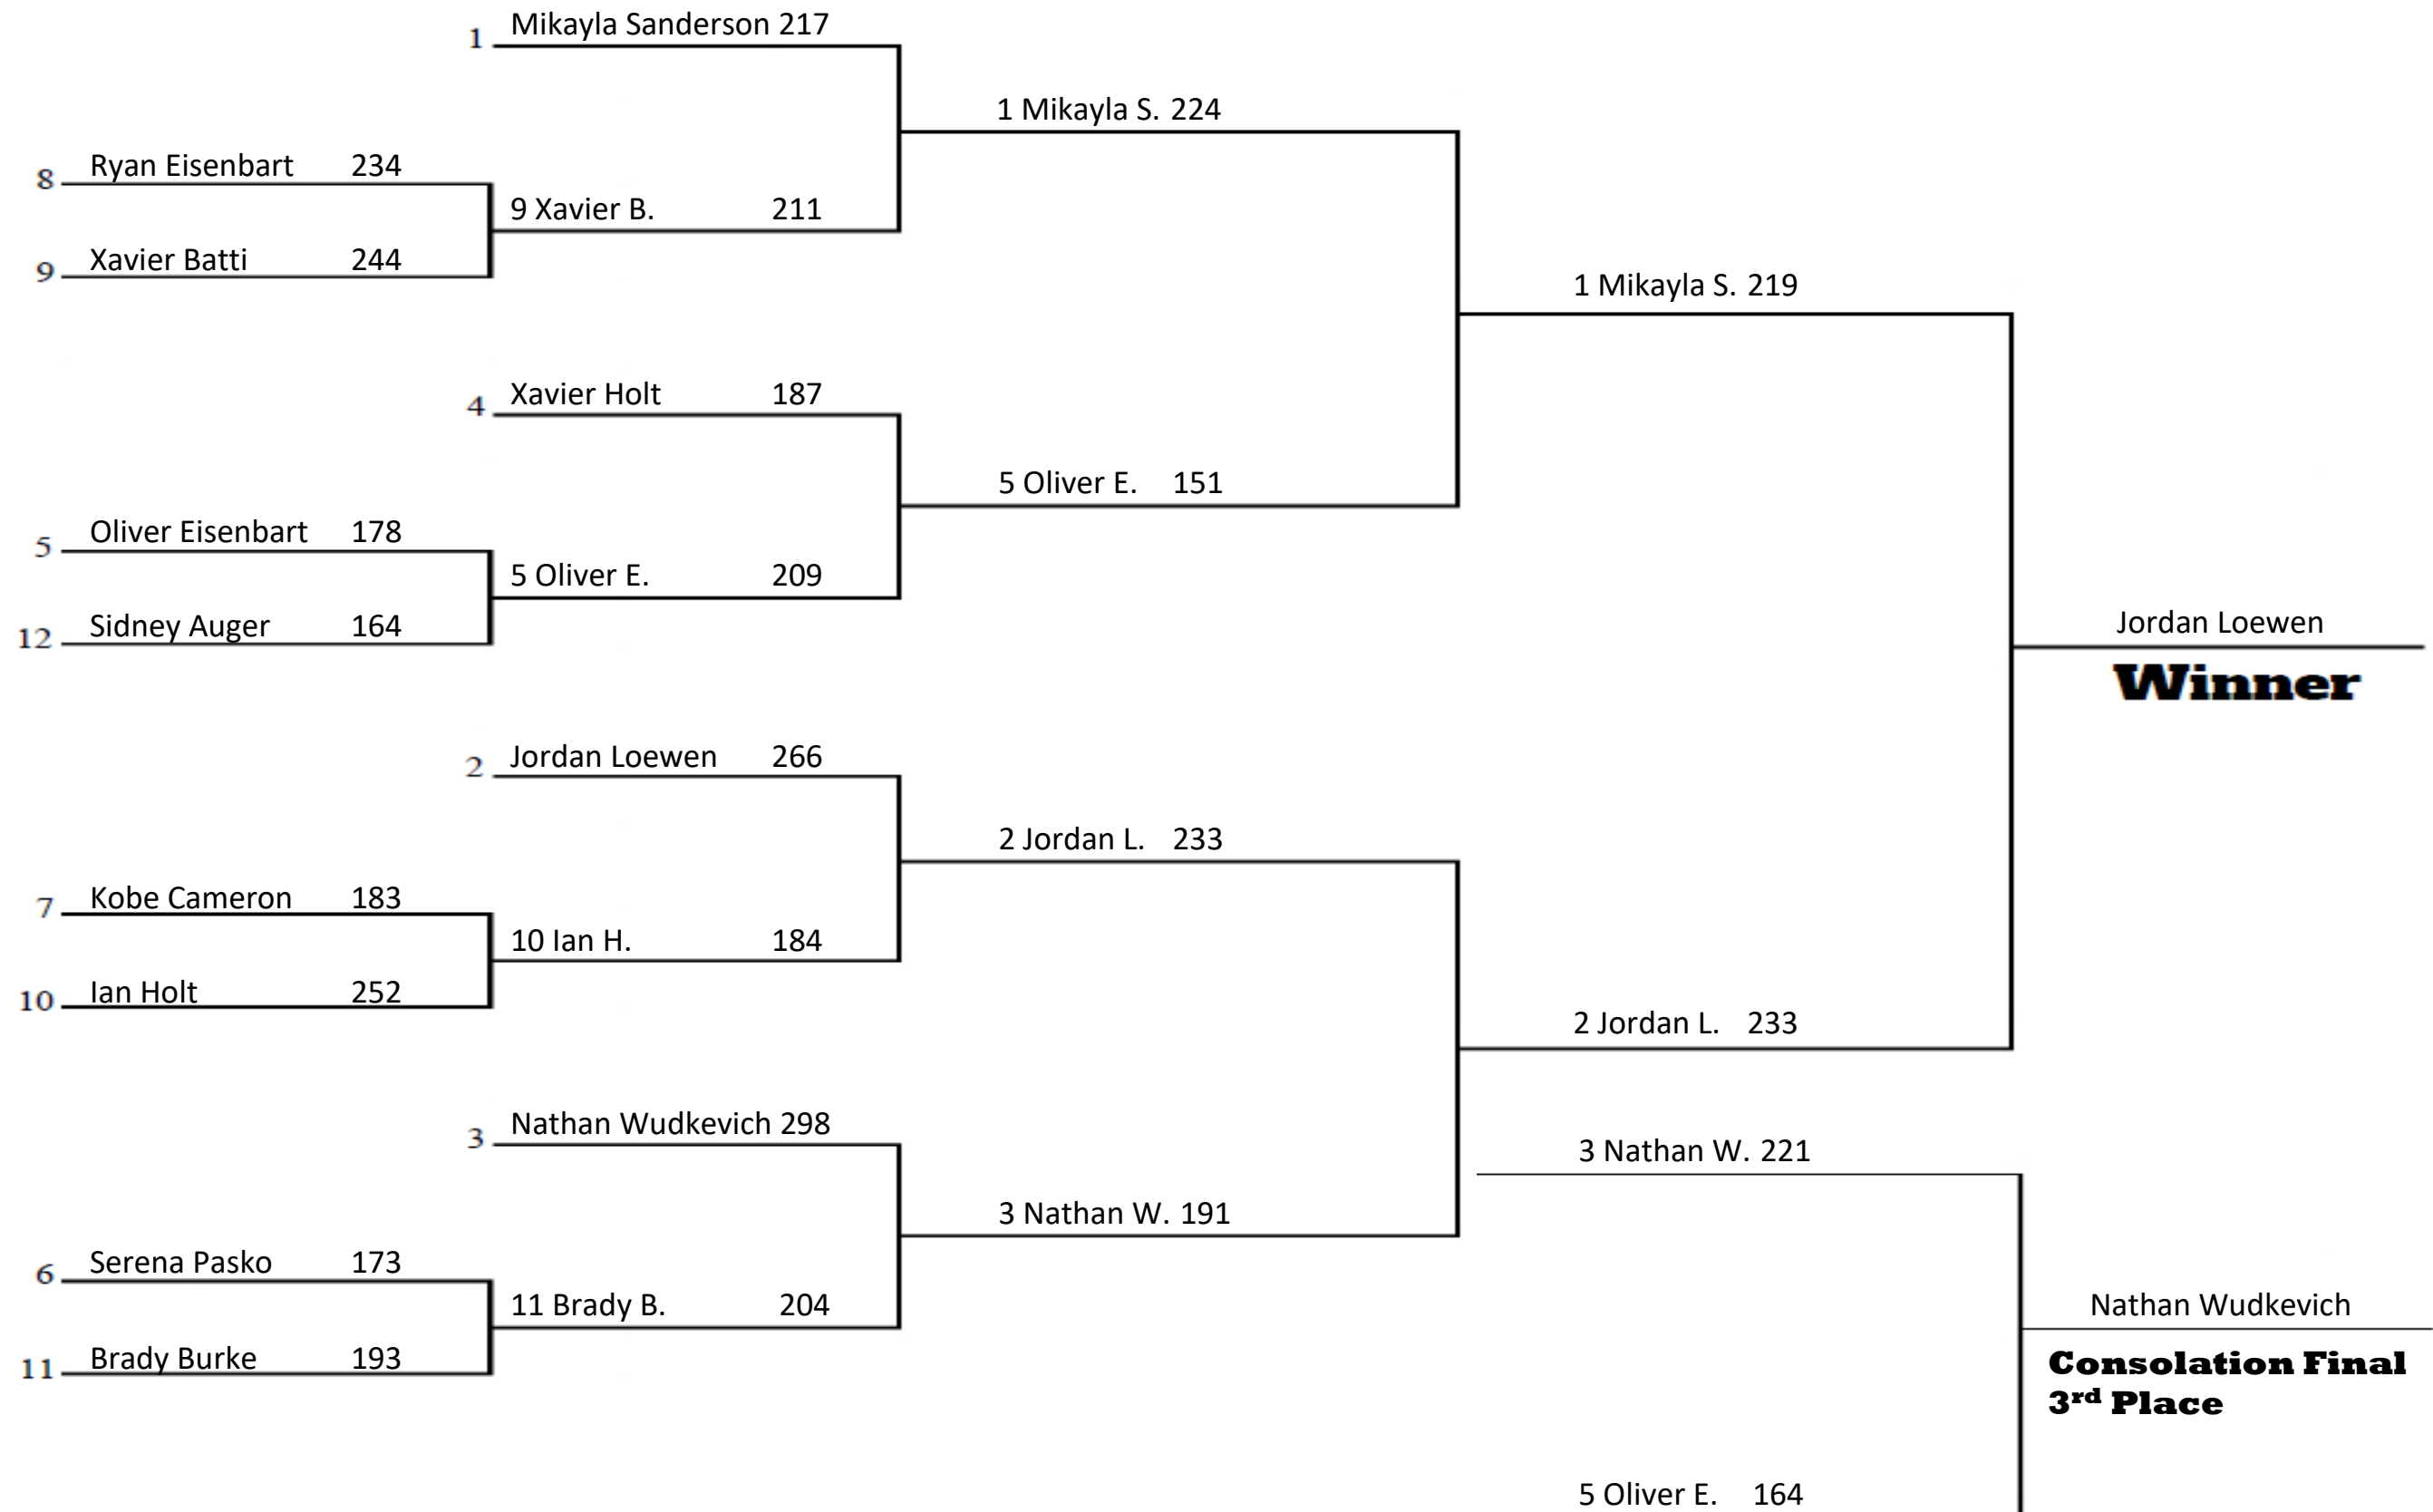 1 Mikayla Sanderson 217
1 Mikayla S. 224
8 Ryan Eisenbart 234
9 Xavier B. 211
9 Xavier Batti 244
1 Mikayla S. 219
4 Xavier Holt 187
5 Oliver E. 151
5 Oliver Eisenbart 178
5 Oliver E. 209
12 Sidney Auger 164
Jordan Loewen
Winner
2 Jordan Loewen 266
2 Jordan L. 233
7 Kobe Cameron 183
10 Ian H. 184
10 Ian Holt 252
2 Jordan L. 233
3 Nathan Wudkevich 298
3 Nathan W. 221
3 Nathan W. 191
6 Serena Pasko 173
11 Brady B. 204
Nathan Wudkevich
11 Brady Burke 193
Consolation Final
3rd Place
5 Oliver E. 164